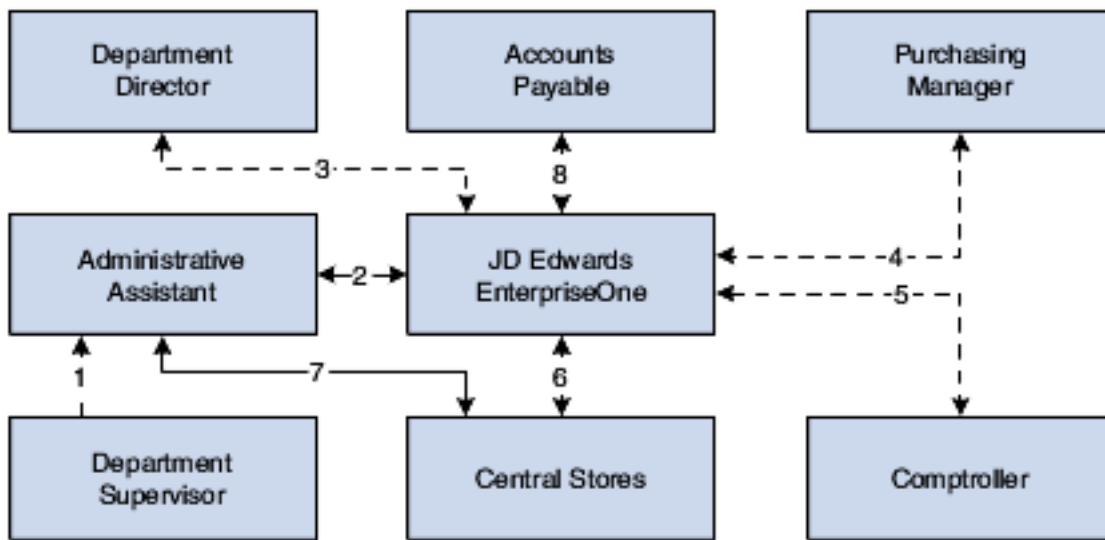 Department
Director
Accounts
Payable
Purchasing
Manager
3
8
Administrative
Assistant
2
JD Edwards
EnterpriseOne
4
5
1
7
6
Department
Supervisor
Central Stores
Comptroller